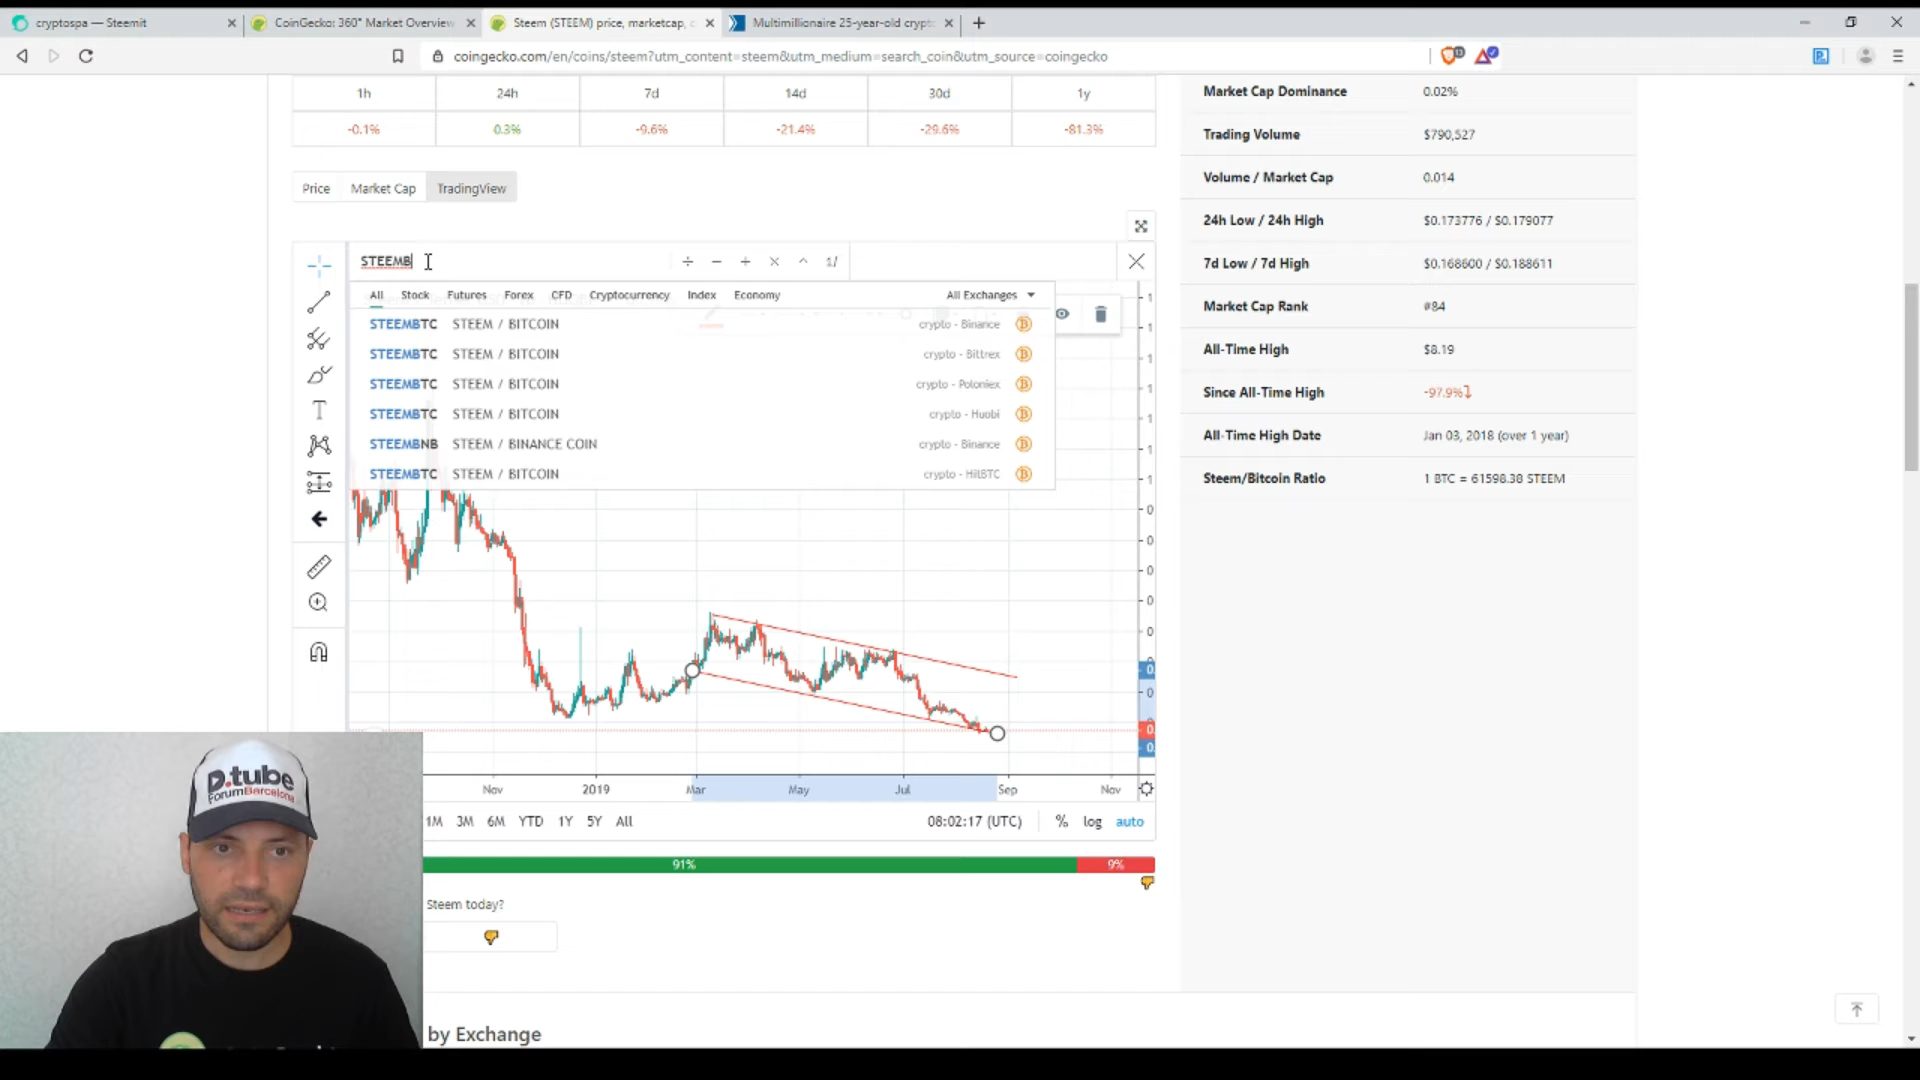 cryptospa — Steemit
CoinGecko: 360° Market Overview
Steem (STEEM) price, marketcap, c
Multimillionaire 25-year-old crypto
coingecko.com/en/coins/steem?utm_content=steem&utm_medium=search_coin&utm_source=coingecko
1h 24h 7d 14d 30d 1y
-0.1% 0.3% -9.6% -21.4% -29.6% -81.3%
Price Market Cap TradingView
STEEMB ÷ − + × ^ 1/
All Stock Futures Forex CFD Cryptocurrency Index Economy All Exchanges
STEEMBTC STEEM / BITCOIN crypto - Binance
STEEMBTC STEEM / BITCOIN crypto - Bittrex
STEEMBTC STEEM / BITCOIN crypto - Poloniex
STEEMBTC STEEM / BITCOIN crypto - Huobi
STEEMBNB STEEM / BINANCE COIN crypto - Binance
STEEMBTC STEEM / BITCOIN crypto - HitBTC
Nov 2019 Mar May Jul Sep Nov
1M 3M 6M YTD 1Y 5Y All 08:02:17 (UTC) % log auto
91% 9%
Steem today?
by Exchange
Market Cap Dominance 0.02%
Trading Volume $790,527
Volume / Market Cap 0.014
24h Low / 24h High $0.173776 / $0.179077
7d Low / 7d High $0.168600 / $0.188611
Market Cap Rank #84
All-Time High $8.19
Since All-Time High -97.9%
All-Time High Date Jan 03, 2018 (over 1 year)
Steem/Bitcoin Ratio 1 BTC = 61598.38 STEEM
D.tube
ForumBarcelona